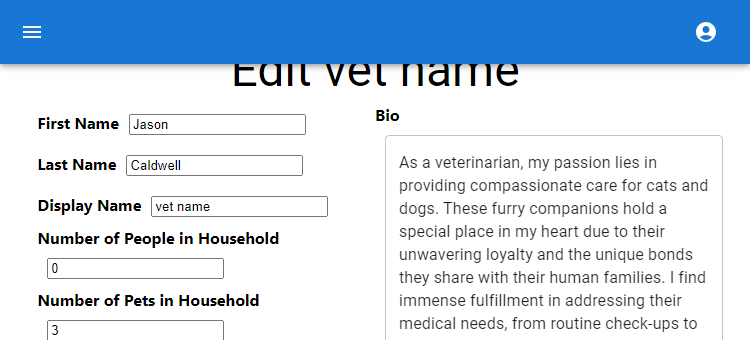 Edit vet name
First Name Jason
Last Name Caldwell
Display Name vet name
Number of People in Household
0
Number of Pets in Household
3
Bio
As a veterinarian, my passion lies in
providing compassionate care for cats and
dogs. These furry companions hold a
special place in my heart due to their
unwavering loyalty and the unique bonds
they share with their human families. I find
immense fulfillment in addressing their
medical needs, from routine check-ups to